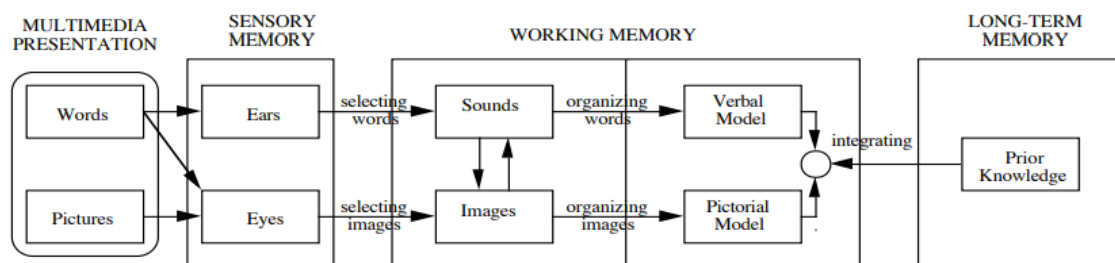 MULTIMEDIA
PRESENTATION
SENSORY
MEMORY
WORKING MEMORY
LONG-TERM
MEMORY
Words
Ears
selecting
words
Sounds
organizing
words
Verbal
Model
integrating
Prior
Knowledge
Pictures
Eyes
selecting
images
Images
organizing
images
Pictorial
Model